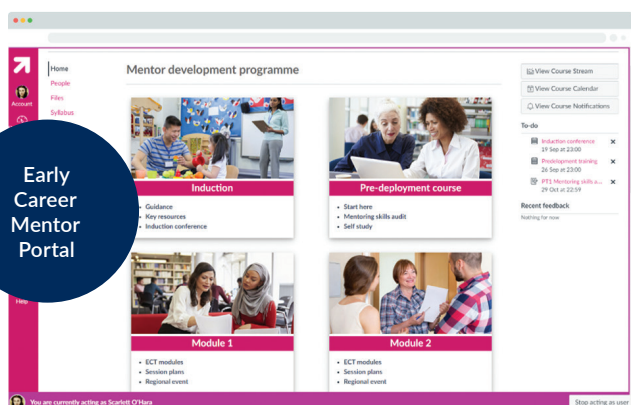 Home
People
Files
Syllabus
Account
Early
Career
Mentor
Portal
Help
Mentor development programme
Induction
• Guidance
• Key resources
• Induction conference
Pre-deployment course
• Start here
• Mentoring skills audit
• Self study
Module 1
• ECT modules
• Session plans
• Regional event
Module 2
• ECT modules
• Session plans
• Regional event
View Course Stream
View Course Calendar
View Course Notifications
To-do
Induction conference
19 Sep at 23:00
Predelopment training
26 Sep at 23:00
PT1 Mentoring skills a...
29 Oct at 22:59
Recent feedback
Nothing for now
You are currently acting as Scarlett O'Hara
Stop acting as user